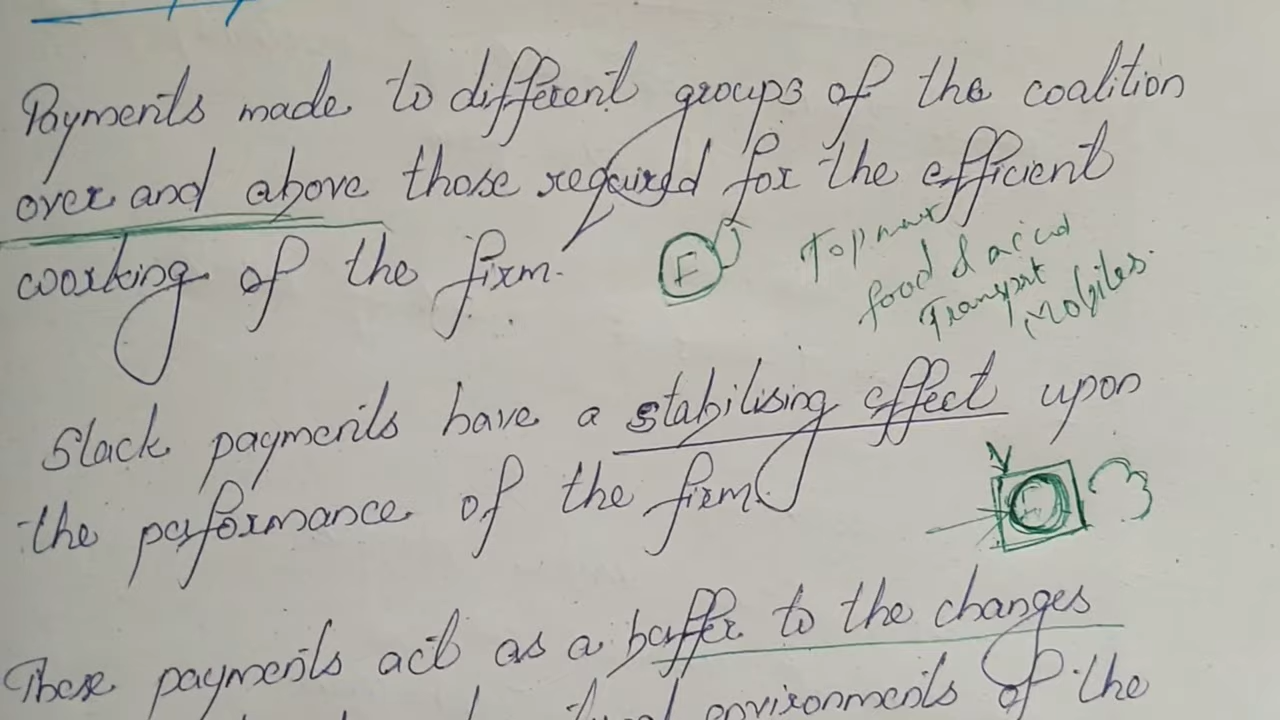 Payments made to different groups of the coalition
over and above those required for the efficient
working of the firm.
F
Top
food &
Transport
Mobiles.
Slack payments have a stabilising effect upon
the performance of the firm
These payments act as a buffer to the changes
environments of the